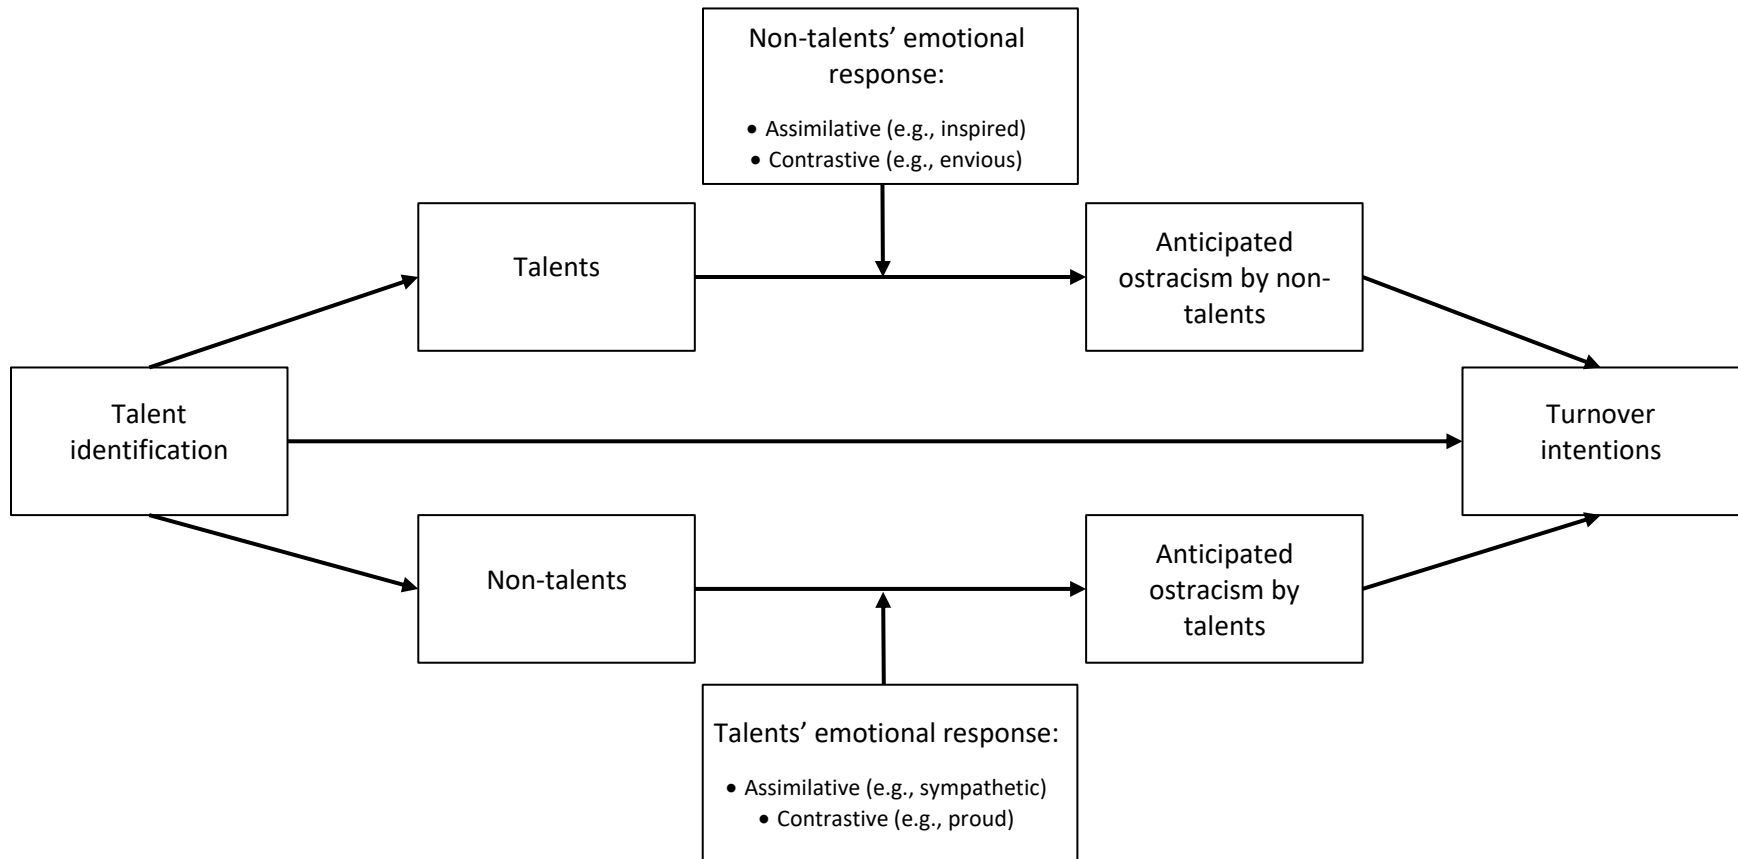 Non-talents’ emotional
response:
• Assimilative (e.g., inspired)
• Contrastive (e.g., envious)
Talents
Anticipated
ostracism by non-
talents
Talent
identification
Turnover
intentions
Non-talents
Anticipated
ostracism by
talents
Talents’ emotional response:
• Assimilative (e.g., sympathetic)
• Contrastive (e.g., proud)